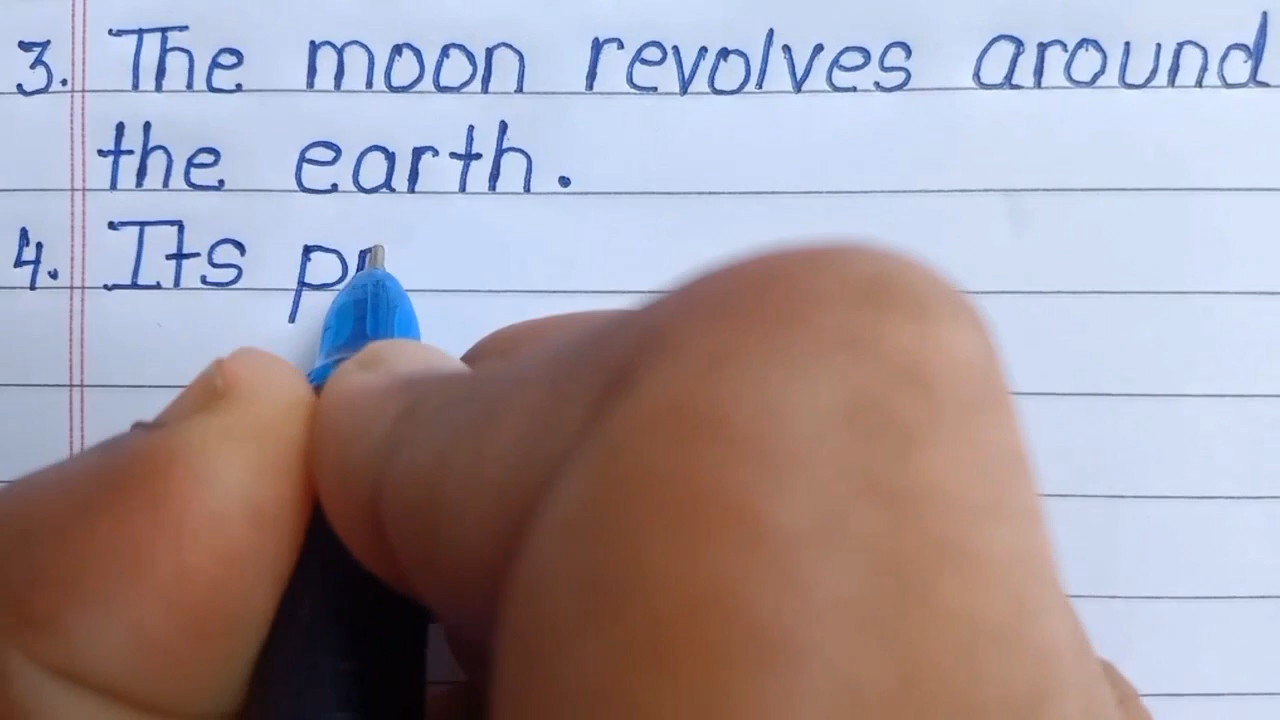 3. The moon revolves around
the earth.
4. Its